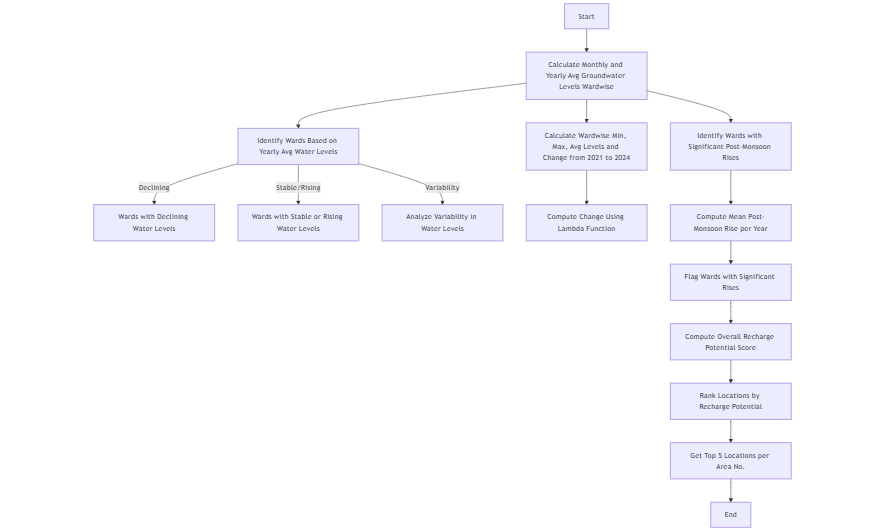 Start
Calculate Monthly and
Yearly Avg Groundwater
Levels Wardwise
Identify Wards Based on
Yearly Avg Water Levels
Calculate Wardwise Min,
Max, Avg Levels and
Change from 2021 to 2024
Identify Wards with
Significant Post-Monsoon
Rises
Declining
Stable/Rising
Variability
Wards with Declining
Water Levels
Wards with Stable or Rising
Water Levels
Analyze Variability in
Water Levels
Compute Change Using
Lambda Function
Compute Mean Post-
Monsoon Rise per Year
Flag Wards with Significant
Rises
Compute Overall Recharge
Potential Score
Rank Locations by
Recharge Potential
Get Top 5 Locations per
Area No.
End